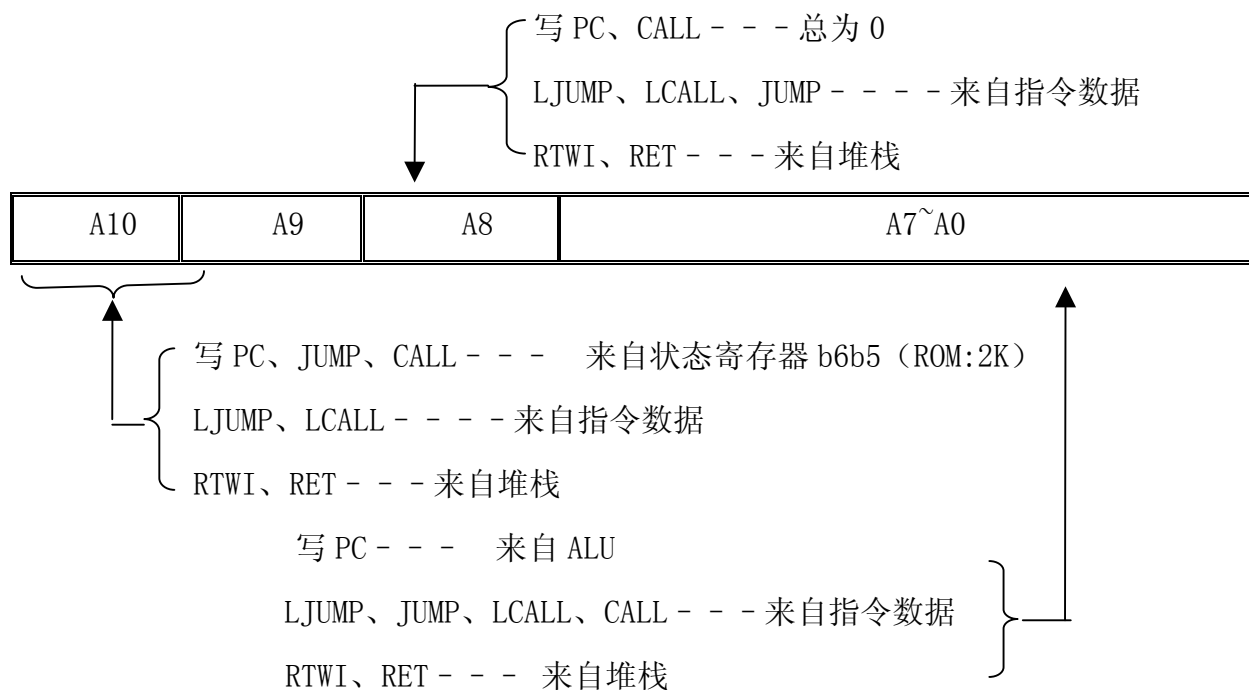 写 PC、CALL－－－总为 0
LJUMP、LCALL、JUMP－－－－来自指令数据
RTWI、RET－－－来自堆栈
A10 A9 A8 A7~A0
写 PC、JUMP、CALL－－－ 来自状态寄存器 b6b5（ROM:2K）
LJUMP、LCALL－－－－来自指令数据
RTWI、RET－－－来自堆栈
写 PC－－－ 来自 ALU
LJUMP、JUMP、LCALL、CALL－－－来自指令数据
RTWI、RET－－－ 来自堆栈